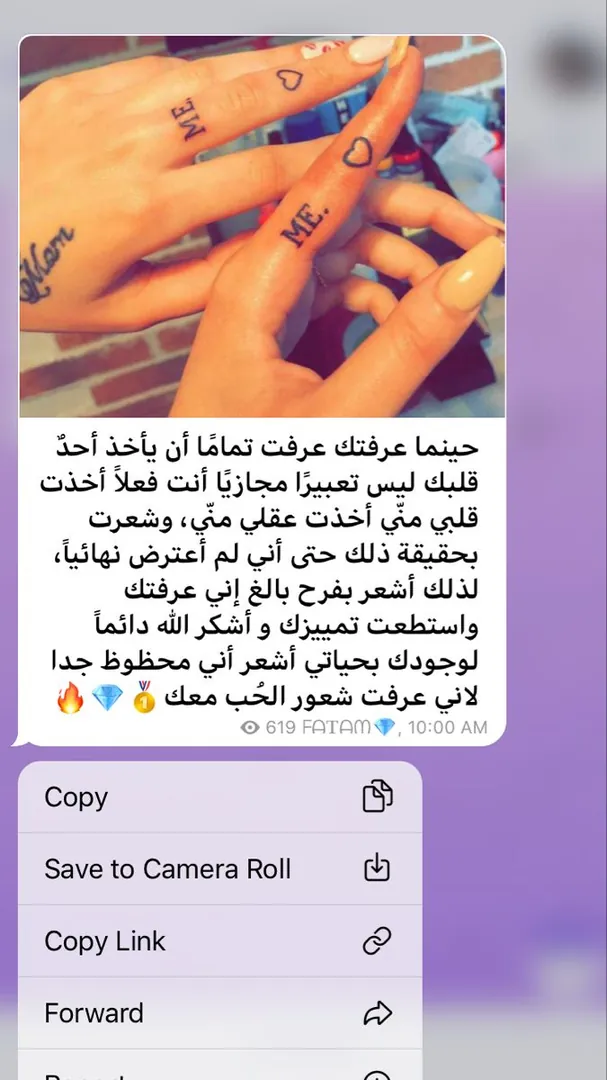 ME.
ME.
Mom
حينما عرفتك عرفت تمامًا أن يأخذ أحدٌ
قلبك ليس تعبيرًا مجازيًا أنت فعلاً أخذت
قلبي منّي أخذت عقلي منّي، وشعرت
بحقيقة ذلك حتى أني لم أعترض نهائياً،
لذلك أشعر بفرح بالغ إني عرفتك
واستطعت تمييزك و أشكر الله دائماً
لوجودك بحياتي أشعر أني محظوظ جدا
لاني عرفت شعور الحُب معك 🥇 💎 🔥
619 FATAM💎, 10:00 AM
Copy
Save to Camera Roll
Copy Link
Forward